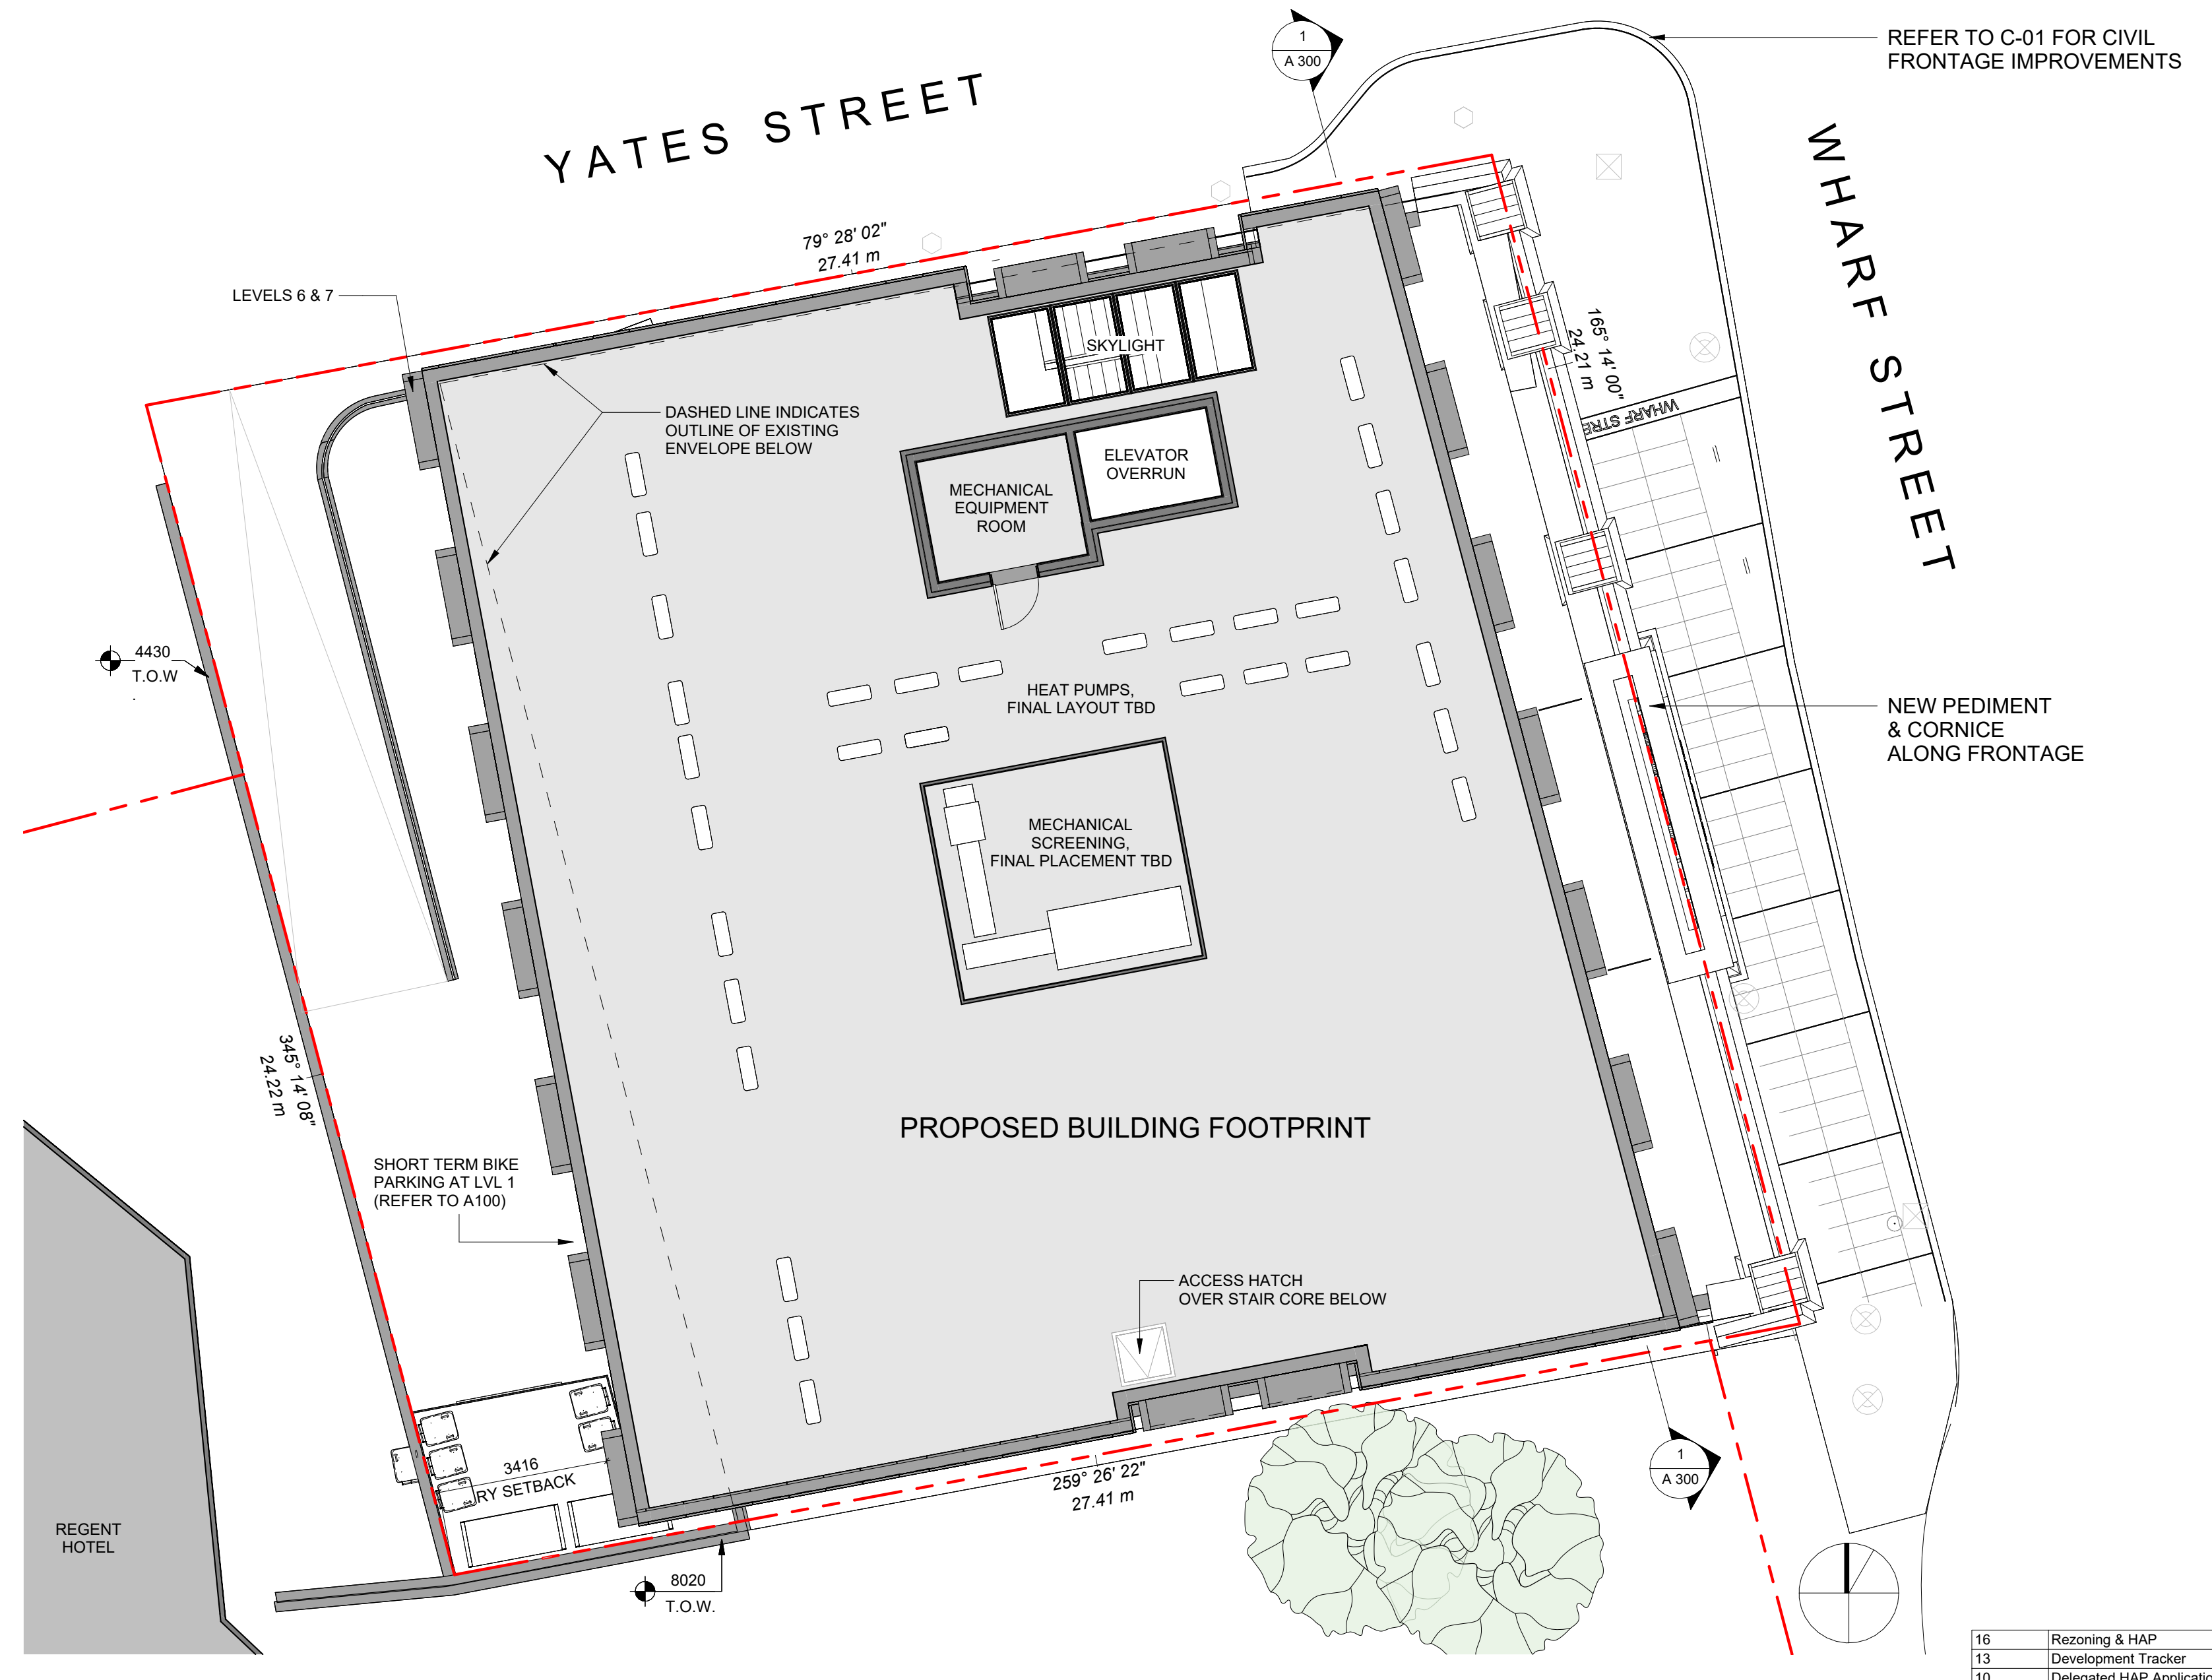 1
A 300
REFER TO C-01 FOR CIVIL
FRONTAGE IMPROVEMENTS
YATES STREET
WHARF STREET
79° 28' 02"
27.41 m
LEVELS 6 & 7
SKYLIGHT
165° 14' 00"
24.21 m
DASHED LINE INDICATES
OUTLINE OF EXISTING
ENVELOPE BELOW
ELEVATOR
OVERRUN
MECHANICAL
EQUIPMENT
ROOM
WHARF STRE
4430
T.O.W
.
HEAT PUMPS,
FINAL LAYOUT TBD
NEW PEDIMENT
& CORNICE
ALONG FRONTAGE
MECHANICAL
SCREENING,
FINAL PLACEMENT TBD
345° 14' 08"
24.22 m
PROPOSED BUILDING FOOTPRINT
SHORT TERM BIKE
PARKING AT LVL 1
(REFER TO A100)
ACCESS HATCH
OVER STAIR CORE BELOW
3416
RY SETBACK
259° 26' 22"
27.41 m
1
A 300
REGENT
HOTEL
8020
T.O.W.
16 Rezoning & HAP
13 Development Tracker
10 Delegated HAP Applicatio